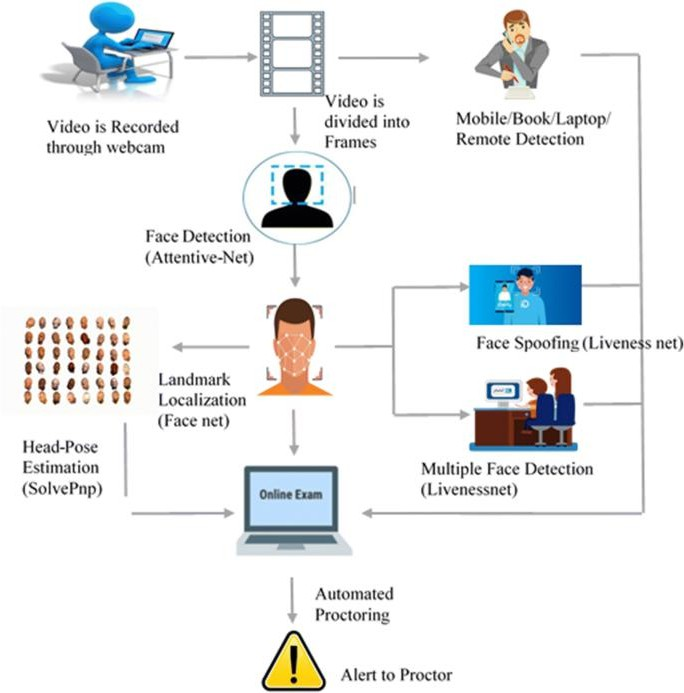 Video is Recorded
through webcam
Video is
divided into
Frames
Mobile/Book/Laptop/
Remote Detection
Face Detection
(Attentive-Net)
Face Spoofing (Liveness net)
Landmark
Localization
(Face net)
Head-Pose
Estimation
(SolvePnp)
Multiple Face Detection
(Livenessnet)
Online Exam
Automated
Proctoring
Alert to Proctor